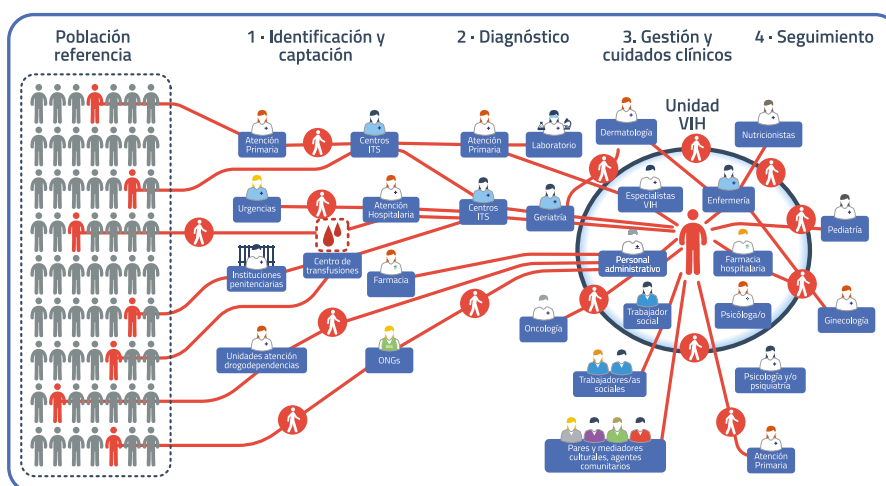 Población
referencia
1 · Identificación y
captación
2 · Diagnóstico
3. Gestión y
cuidados clínicos
4 · Seguimiento
Unidad
VIH
Atención
Primaria
Centros
ITS
Atención
Primaria
Laboratorio
Dermatología
Nutricionistas
Urgencias
Atención
Hospitalaria
Centros
ITS
Geriatría
Especialistas
VIH
Enfermería
Pediatría
Instituciones
penitenciarias
Centro de
transfusiones
Farmacia
Personal
administrativo
Farmacia
hospitalaria
Oncología
Trabajador
social
Psicóloga/o
Ginecología
Unidades atención
drogodependencias
ONGs
Trabajadores/as
sociales
Psicología y/o
psiquiatría
Pares y mediadores
culturales, agentes
comunitarios
Atención
Primaria